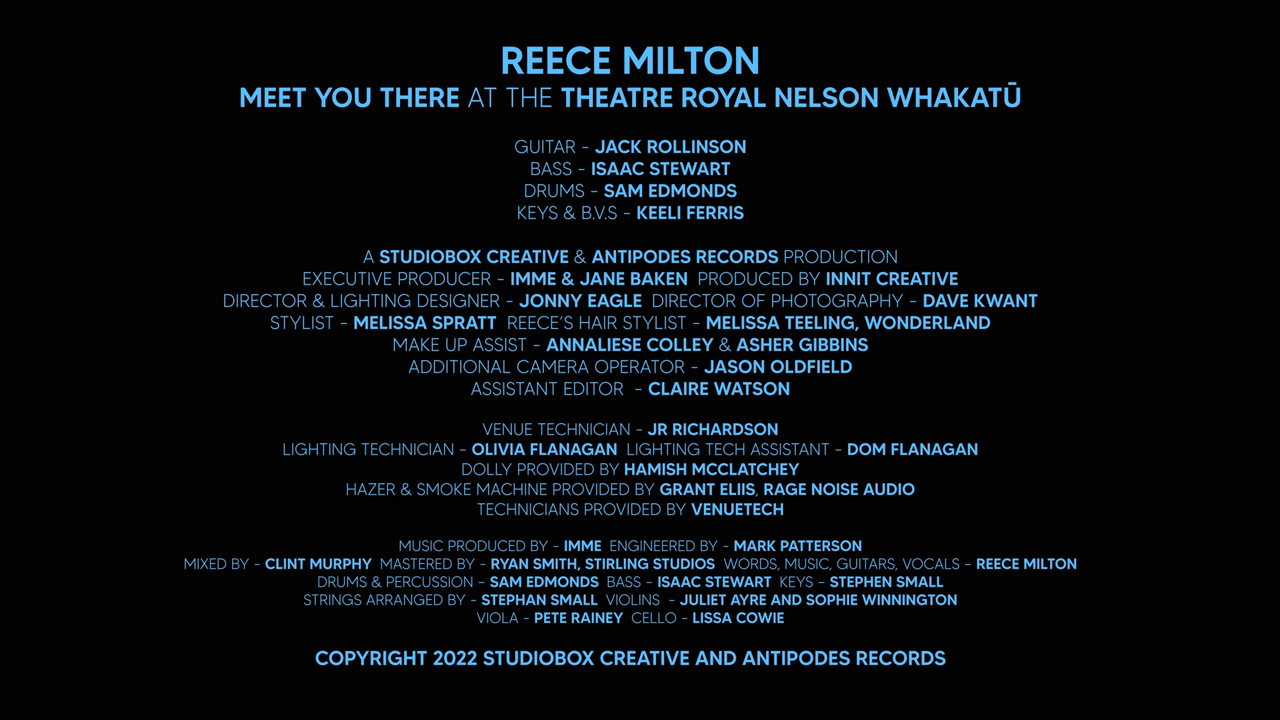 REECE MILTON
MEET YOU THERE AT THE THEATRE ROYAL NELSON WHAKATŪ
GUITAR - JACK ROLLINSON
BASS - ISAAC STEWART
DRUMS - SAM EDMONDS
KEYS & B.V.S - KEELI FERRIS
A STUDIOBOX CREATIVE & ANTIPODES RECORDS PRODUCTION
EXECUTIVE PRODUCER - IMME & JANE BAKEN PRODUCED BY INNIT CREATIVE
DIRECTOR & LIGHTING DESIGNER - JONNY EAGLE DIRECTOR OF PHOTOGRAPHY - DAVE KWANT
STYLIST - MELISSA SPRATT REECE'S HAIR STYLIST - MELISSA TEELING, WONDERLAND
MAKE UP ASSIST - ANNALIESE COLLEY & ASHER GIBBINS
ADDITIONAL CAMERA OPERATOR - JASON OLDFIELD
ASSISTANT EDITOR - CLAIRE WATSON
VENUE TECHNICIAN - JR RICHARDSON
LIGHTING TECHNICIAN - OLIVIA FLANAGAN LIGHTING TECH ASSISTANT - DOM FLANAGAN
DOLLY PROVIDED BY HAMISH MCCLATCHEY
HAZER & SMOKE MACHINE PROVIDED BY GRANT ELIIS, RAGE NOISE AUDIO
TECHNICIANS PROVIDED BY VENUETECH
MUSIC PRODUCED BY - IMME ENGINEERED BY - MARK PATTERSON
MIXED BY - CLINT MURPHY MASTERED BY - RYAN SMITH, STIRLING STUDIOS WORDS, MUSIC, GUITARS, VOCALS - REECE MILTON
DRUMS & PERCUSSION - SAM EDMONDS BASS - ISAAC STEWART KEYS - STEPHEN SMALL
STRINGS ARRANGED BY - STEPHAN SMALL VIOLINS - JULIET AYRE AND SOPHIE WINNINGTON
VIOLA - PETE RAINEY CELLO - LISSA COWIE
COPYRIGHT 2022 STUDIOBOX CREATIVE AND ANTIPODES RECORDS